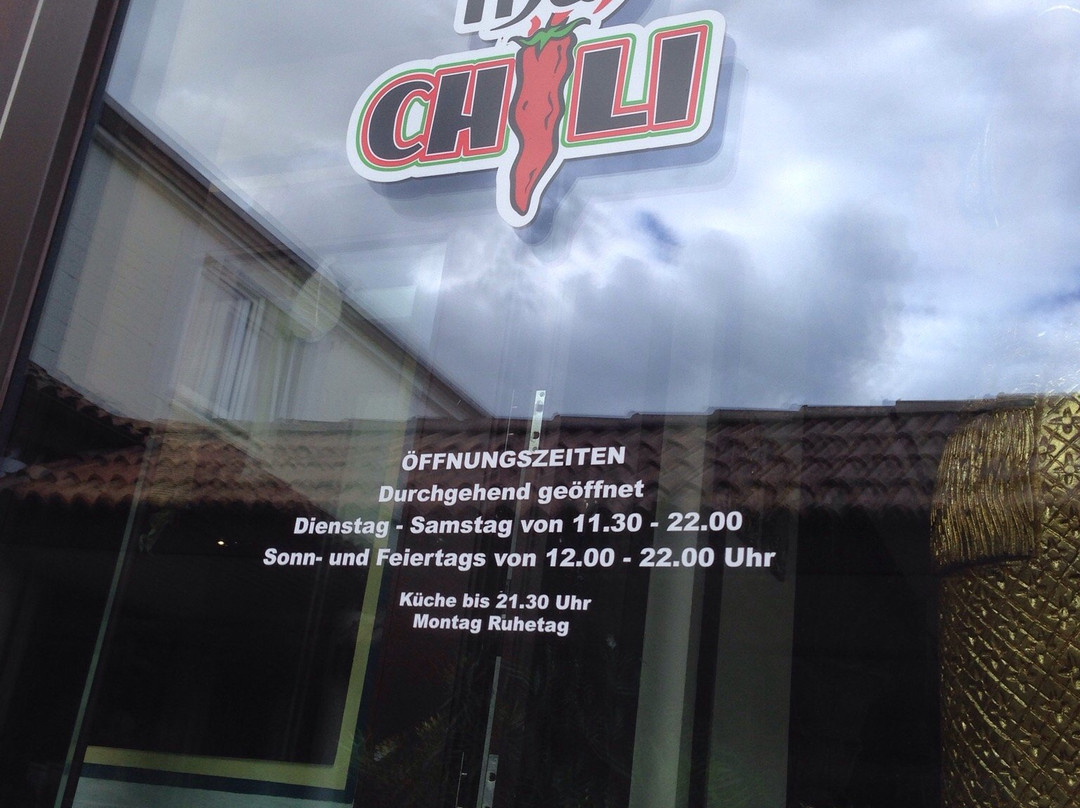 CHILI
ÖFFNUNGSZEITEN
Durchgehend geöffnet
Dienstag - Samstag von 11.30 - 22.00
Sonn- und Feiertags von 12.00 - 22.00 Uhr
Küche bis 21.30 Uhr
Montag Ruhetag